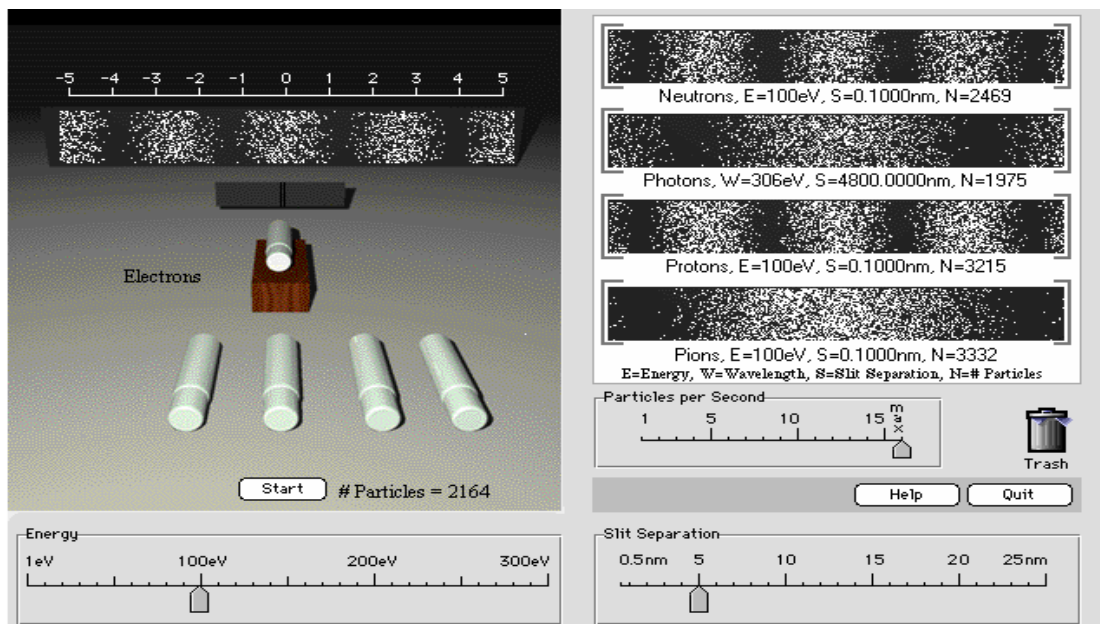 -5 -4 -3 -2 -1 0 1 2 3 4 5
Electrons
Start # Particles = 2164
Energy
1eV 100eV 200eV 300eV
Neutrons, E=100eV, S=0.1000nm, N=2469
Photons, W=306eV, S=4800.0000nm, N=1975
Protons, E=100eV, S=0.1000nm, N=3215
Pions, E=100eV, S=0.1000nm, N=3332
E=Energy, W=Wavelength, S=Slit Separation, N=# Particles
Particles per Second
1 5 10 15 max
Trash
Help Quit
Slit Separation
0.5nm 5 10 15 20 25nm